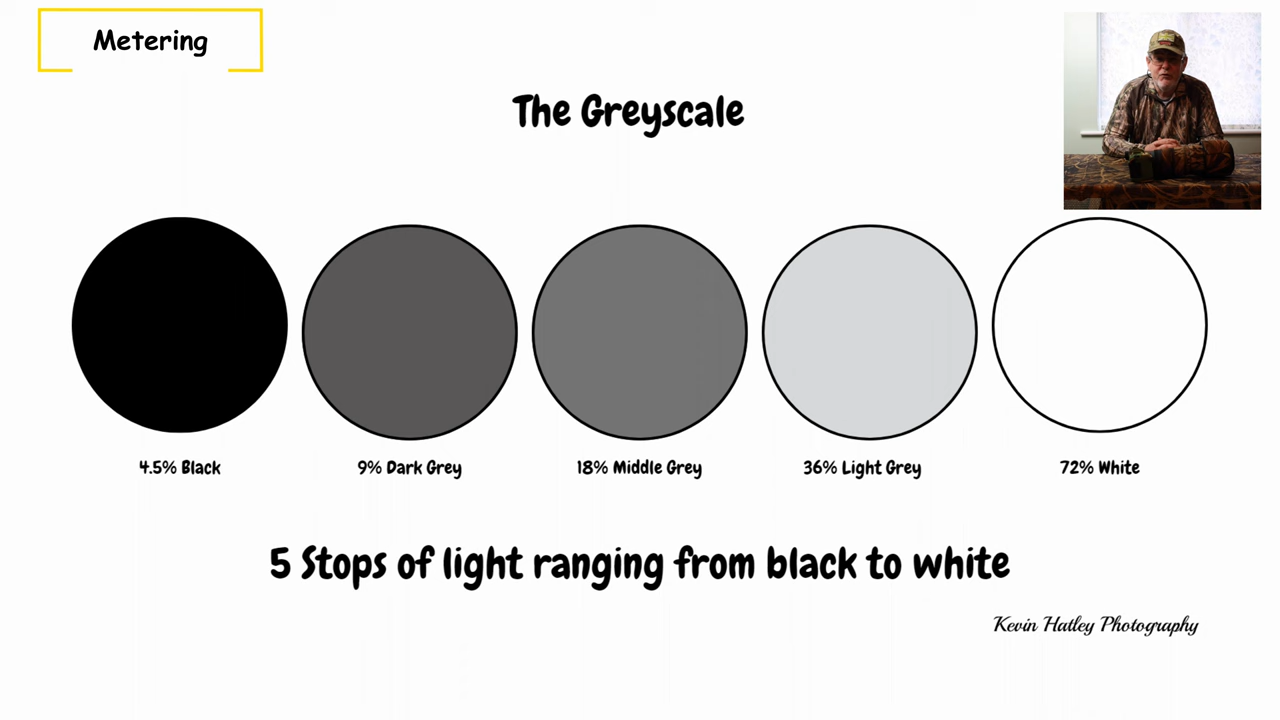 Metering
The Greyscale
4.5% Black
9% Dark Grey
18% Middle Grey
36% Light Grey
72% White
5 Stops of light ranging from black to white
Kevin Hatley Photography